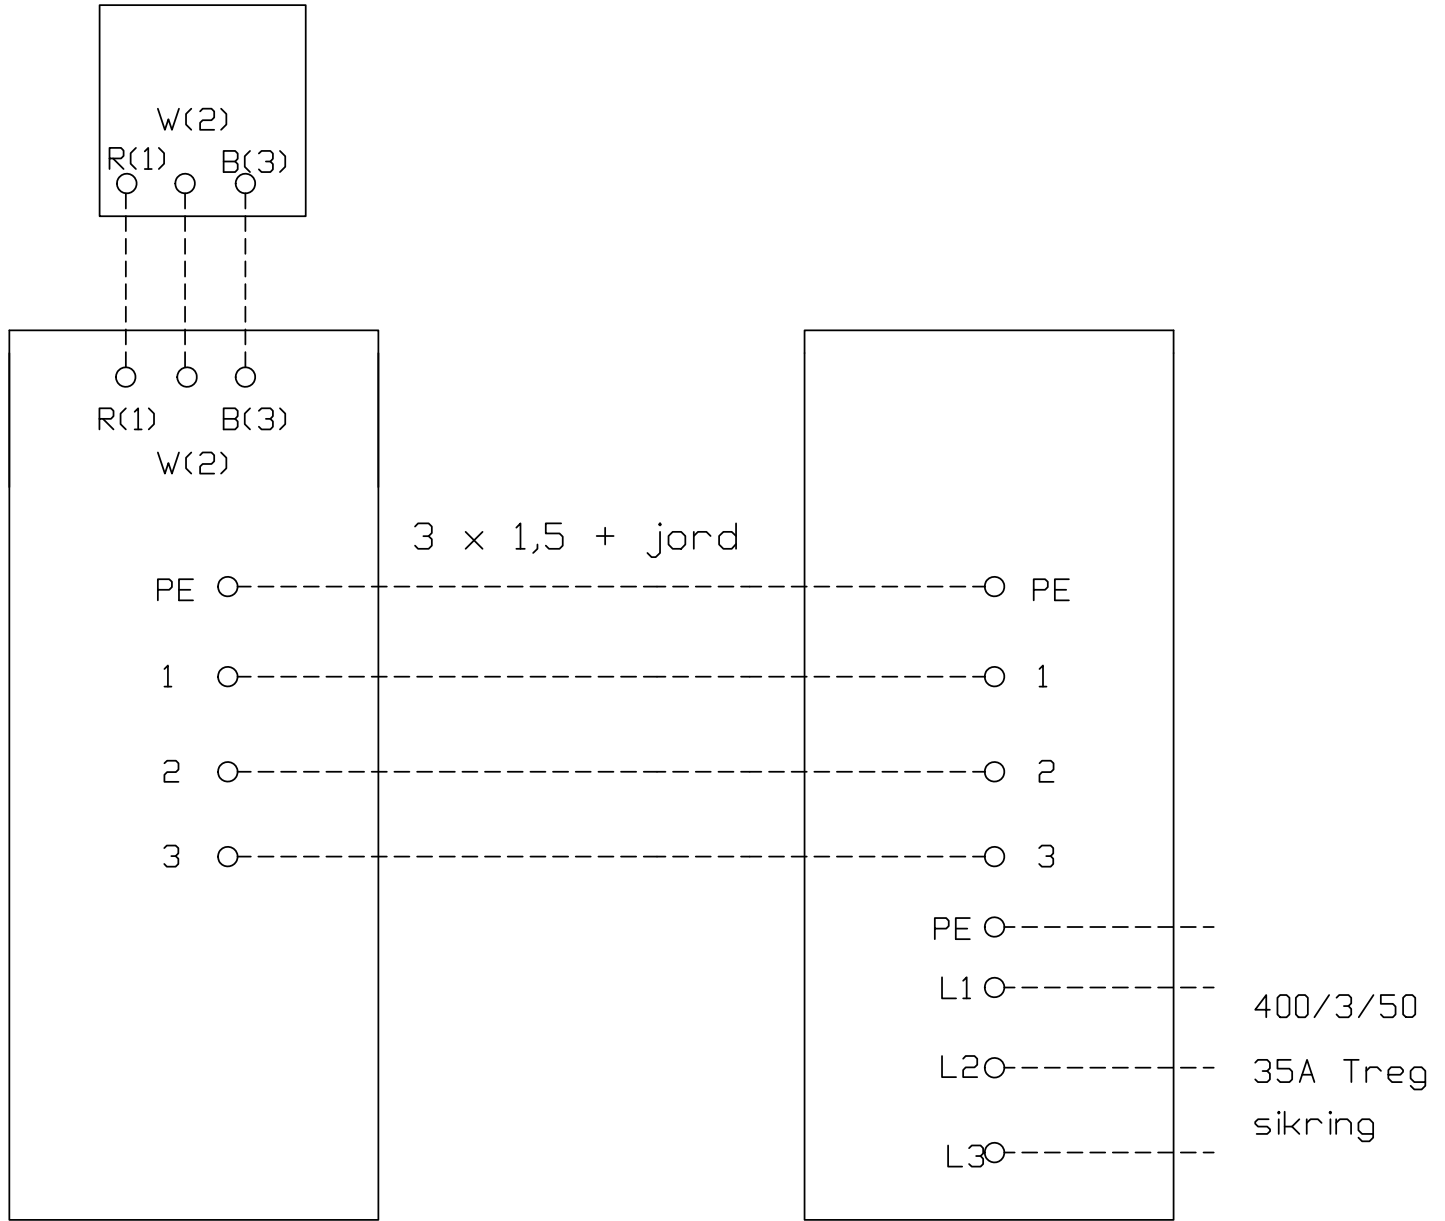 W(2)
R(1) B(3)
R(1) B(3)
W(2)
3 x 1,5 + jord
PE PE
1 1
2 2
3 3
PE
L1
400/3/50
L2 35A Treg
sikring
L3